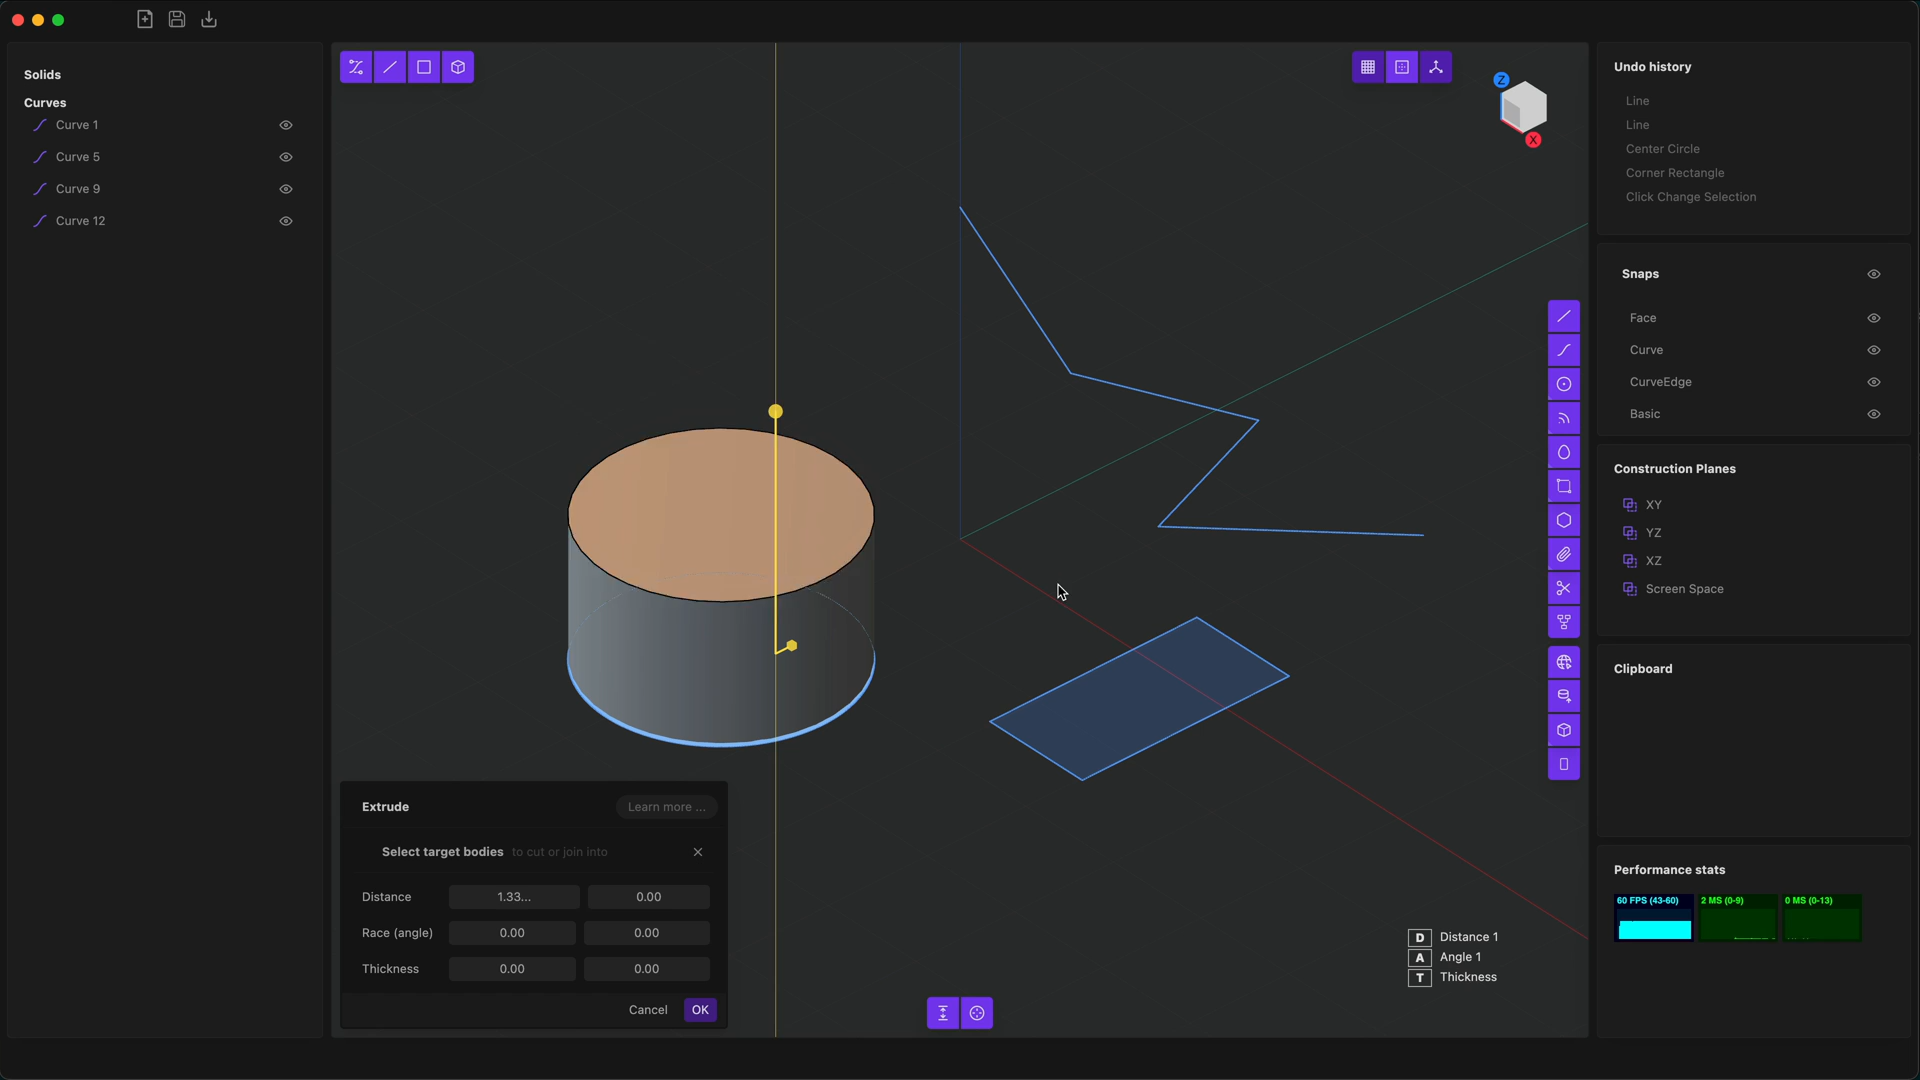 Solids
Curves
Curve 1
Curve 5
Curve 9
Curve 12
Z
X
Undo history
Line
Line
Center Circle
Corner Rectangle
Click Change Selection
Snaps
Face
Curve
CurveEdge
Basic
Construction Planes
XY
YZ
XZ
Screen Space
Clipboard
Performance stats
60 FPS (43-60) 2 MS (0-9) 0 MS (0-13)
Extrude Learn more ...
Select target bodies to cut or join into
Distance 1.33... 0.00
Race (angle) 0.00 0.00
Thickness 0.00 0.00
Cancel OK
D Distance 1
A Angle 1
T Thickness